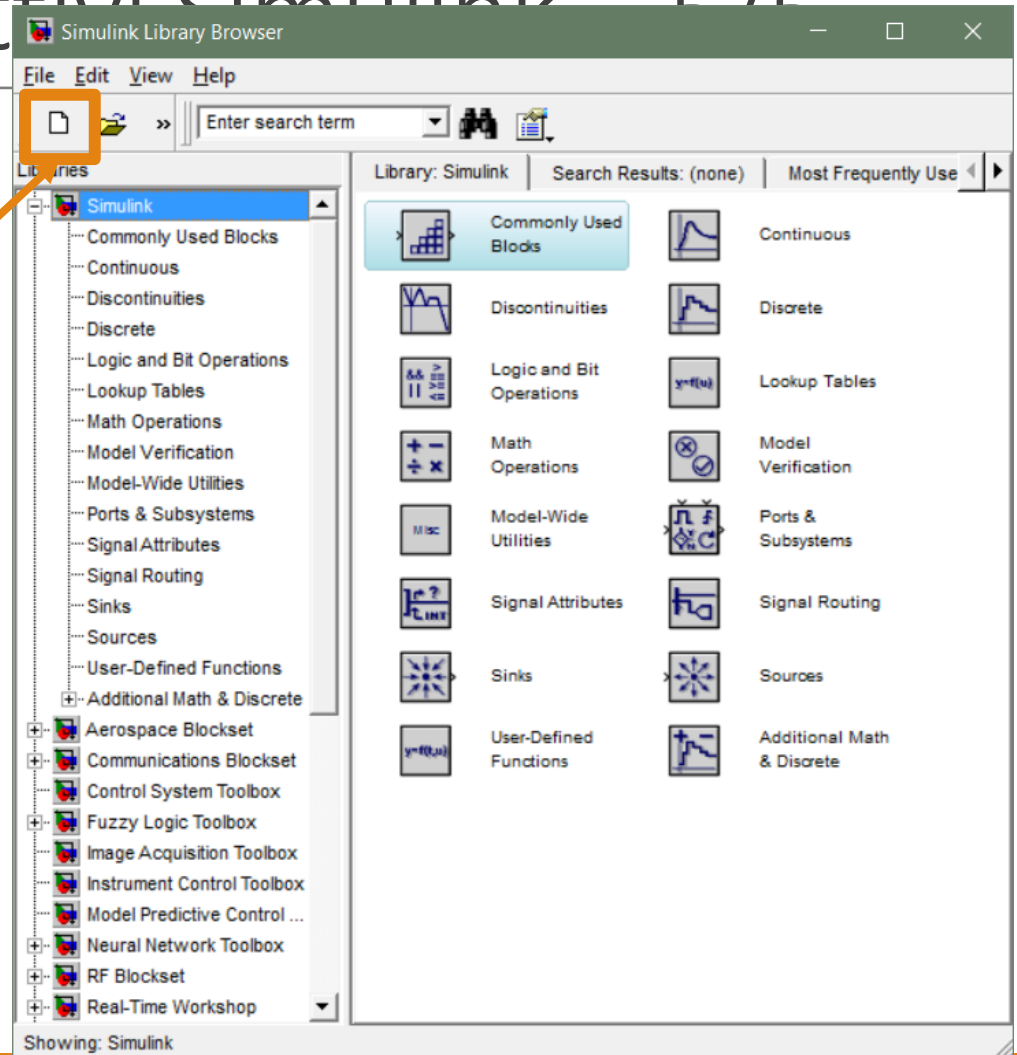 Simulink Library Browser
File Edit View Help
Enter search term
Libraries
Library: Simulink
Search Results: (none)
Most Frequently Use
Simulink
Commonly Used Blocks
Continuous
Discontinuities
Discrete
Logic and Bit Operations
Lookup Tables
Math Operations
Model Verification
Model-Wide Utilities
Ports & Subsystems
Signal Attributes
Signal Routing
Sinks
Sources
User-Defined Functions
Additional Math & Discrete
Aerospace Blockset
Communications Blockset
Control System Toolbox
Fuzzy Logic Toolbox
Image Acquisition Toolbox
Instrument Control Toolbox
Model Predictive Control ...
Neural Network Toolbox
RF Blockset
Real-Time Workshop
Commonly Used
Blocks
Continuous
Discontinuities
Discrete
Logic and Bit
Operations
y=f(u)
Lookup Tables
Math
Operations
Model
Verification
Misc
Model-Wide
Utilities
Ports &
Subsystems
Signal Attributes
Signal Routing
Sinks
Sources
y=f(t,u)
User-Defined
Functions
Additional Math
& Discrete
Showing: Simulink